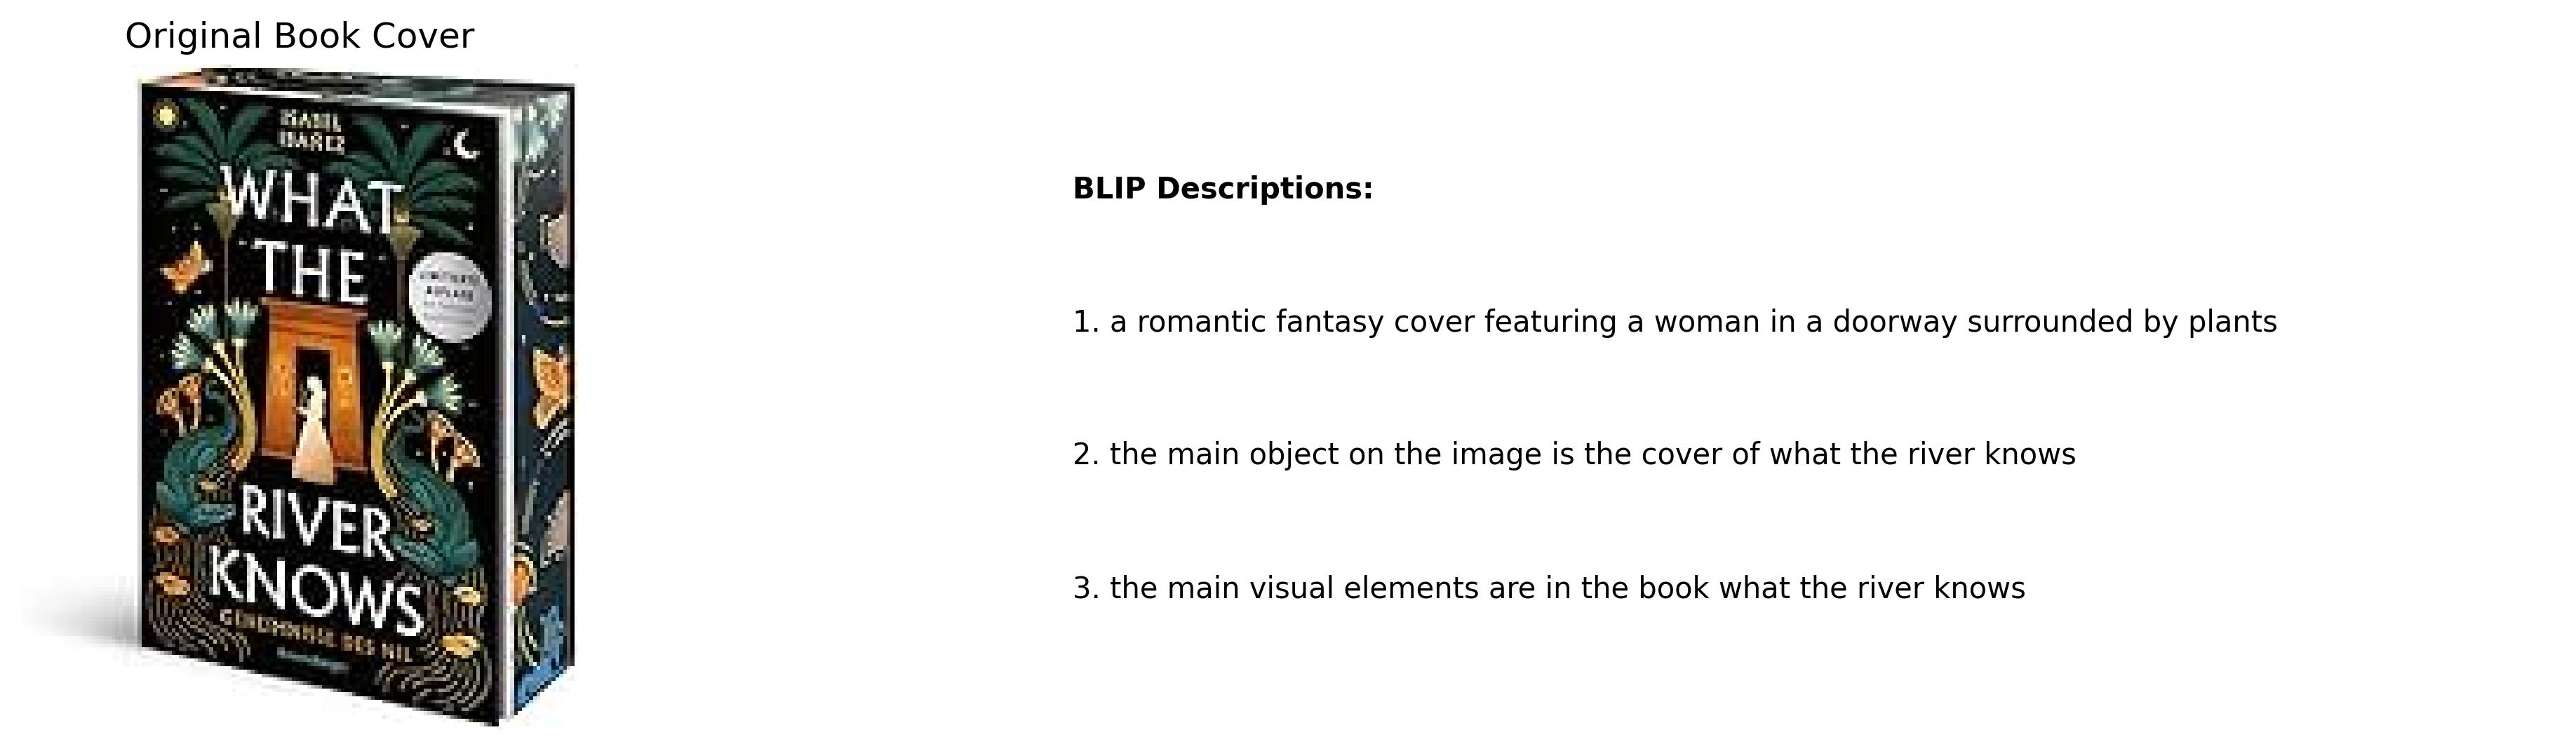 Original Book Cover
ISABEL
IBAÑEZ
WHAT
THE
RIVER
KNOWS
GEHEIMNISSE DES NIL
BLIP Descriptions:
1. a romantic fantasy cover featuring a woman in a doorway surrounded by plants
2. the main object on the image is the cover of what the river knows
3. the main visual elements are in the book what the river knows